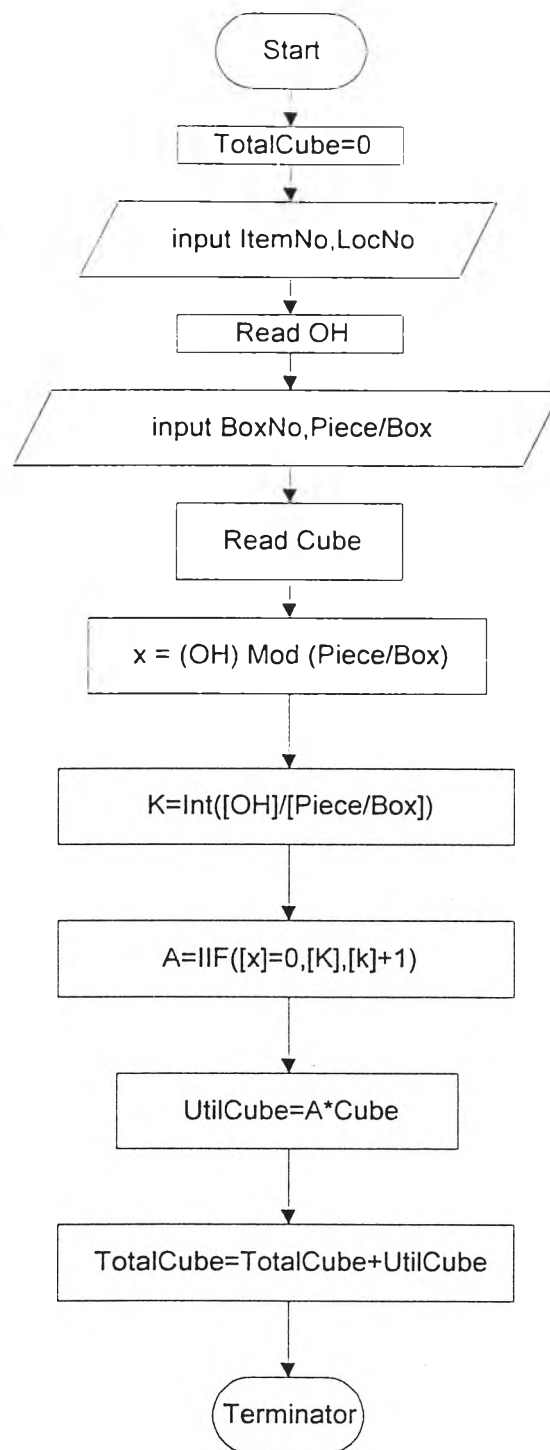 Start
TotalCube=0
input ItemNo,LocNo
Read OH
input BoxNo,Piece/Box
Read Cube
x = (OH) Mod (Piece/Box)
K=Int([OH]/[Piece/Box])
A=IIF([x]=0,[K],[k]+1)
UtilCube=A*Cube
TotalCube=TotalCube+UtilCube
Terminator